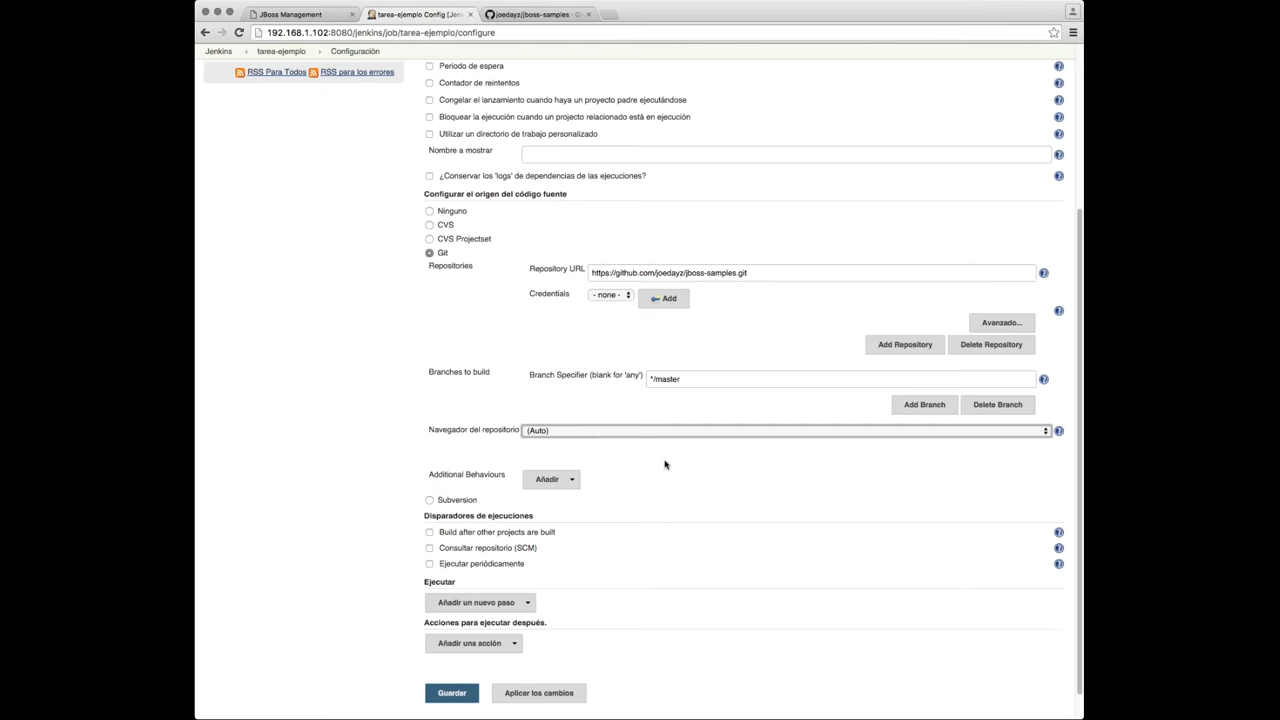 JBoss Management
tarea-ejemplo Config [Jenk
joedayz/jboss-samples · G
192.168.1.102:8080/jenkins/job/tarea-ejemplo/configure
Jenkins
tarea-ejemplo
Configuración
RSS Para Todos
RSS para los errores
Periodo de espera
Contador de reintentos
Congelar el lanzamiento cuando haya un proyecto padre ejecutándose
Bloquear la ejecución cuando un projecto relacionado está en ejecución
Utilizar un directorio de trabajo personalizado
Nombre a mostrar
¿Conservar los 'logs' de dependencias de las ejecuciones?
Configurar el origen del código fuente
Ninguno
CVS
CVS Projectset
Git
Repositories
Repository URL
https://github.com/joedayz/jboss-samples.git
Credentials
- none -
Add
Avanzado...
Add Repository
Delete Repository
Branches to build
Branch Specifier (blank for 'any')
*/master
Add Branch
Delete Branch
Navegador del repositorio
(Auto)
Additional Behaviours
Añadir
Subversion
Disparadores de ejecuciones
Build after other projects are built
Consultar repositorio (SCM)
Ejecutar periódicamente
Ejecutar
Añadir un nuevo paso
Acciones para ejecutar después.
Añadir una acción
Guardar
Aplicar los cambios